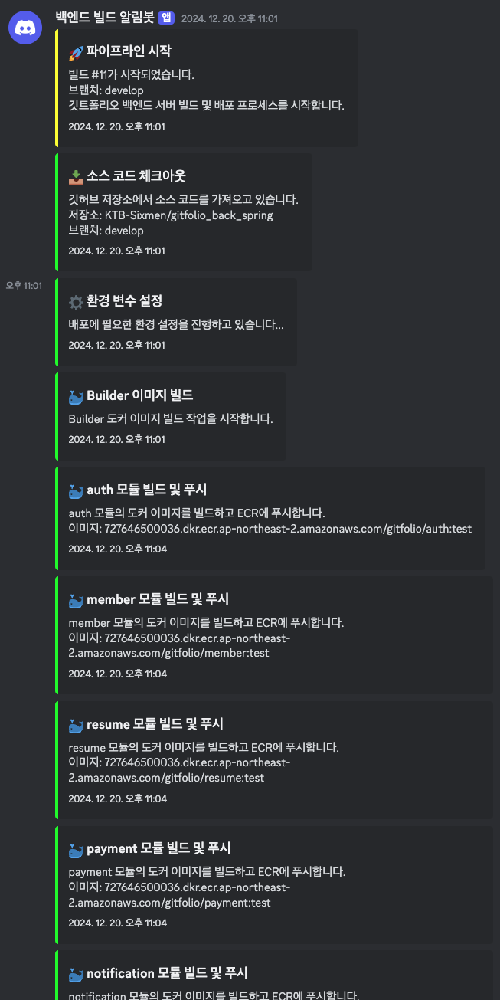 백엔드 빌드 알림봇 앱 2024. 12. 20. 오후 11:01
🚀 파이프라인 시작
빌드 #11가 시작되었습니다.
브랜치: develop
깃트폴리오 백엔드 서버 빌드 및 배포 프로세스를 시작합니다.
2024. 12. 20. 오후 11:01
📥 소스 코드 체크아웃
깃허브 저장소에서 소스 코드를 가져오고 있습니다.
저장소: KTB-Sixmen/gitfolio_back_spring
브랜치: develop
2024. 12. 20. 오후 11:01
오후 11:01
⚙️ 환경 변수 설정
배포에 필요한 환경 설정을 진행하고 있습니다...
2024. 12. 20. 오후 11:01
🐳 Builder 이미지 빌드
Builder 도커 이미지 빌드 작업을 시작합니다.
2024. 12. 20. 오후 11:01
🐳 auth 모듈 빌드 및 푸시
auth 모듈의 도커 이미지를 빌드하고 ECR에 푸시합니다.
이미지: 727646500036.dkr.ecr.ap-northeast-2.amazonaws.com/gitfolio/auth:test
2024. 12. 20. 오후 11:04
🐳 member 모듈 빌드 및 푸시
member 모듈의 도커 이미지를 빌드하고 ECR에 푸시합니다.
이미지: 727646500036.dkr.ecr.ap-northeast-
2.amazonaws.com/gitfolio/member:test
2024. 12. 20. 오후 11:04
🐳 resume 모듈 빌드 및 푸시
resume 모듈의 도커 이미지를 빌드하고 ECR에 푸시합니다.
이미지: 727646500036.dkr.ecr.ap-northeast-
2.amazonaws.com/gitfolio/resume:test
2024. 12. 20. 오후 11:04
🐳 payment 모듈 빌드 및 푸시
payment 모듈의 도커 이미지를 빌드하고 ECR에 푸시합니다.
이미지: 727646500036.dkr.ecr.ap-northeast-
2.amazonaws.com/gitfolio/payment:test
2024. 12. 20. 오후 11:04
🐳 notification 모듈 빌드 및 푸시
notification 모듈의 도커 이미지를 빌드하고 ECR에 푸시합니다.